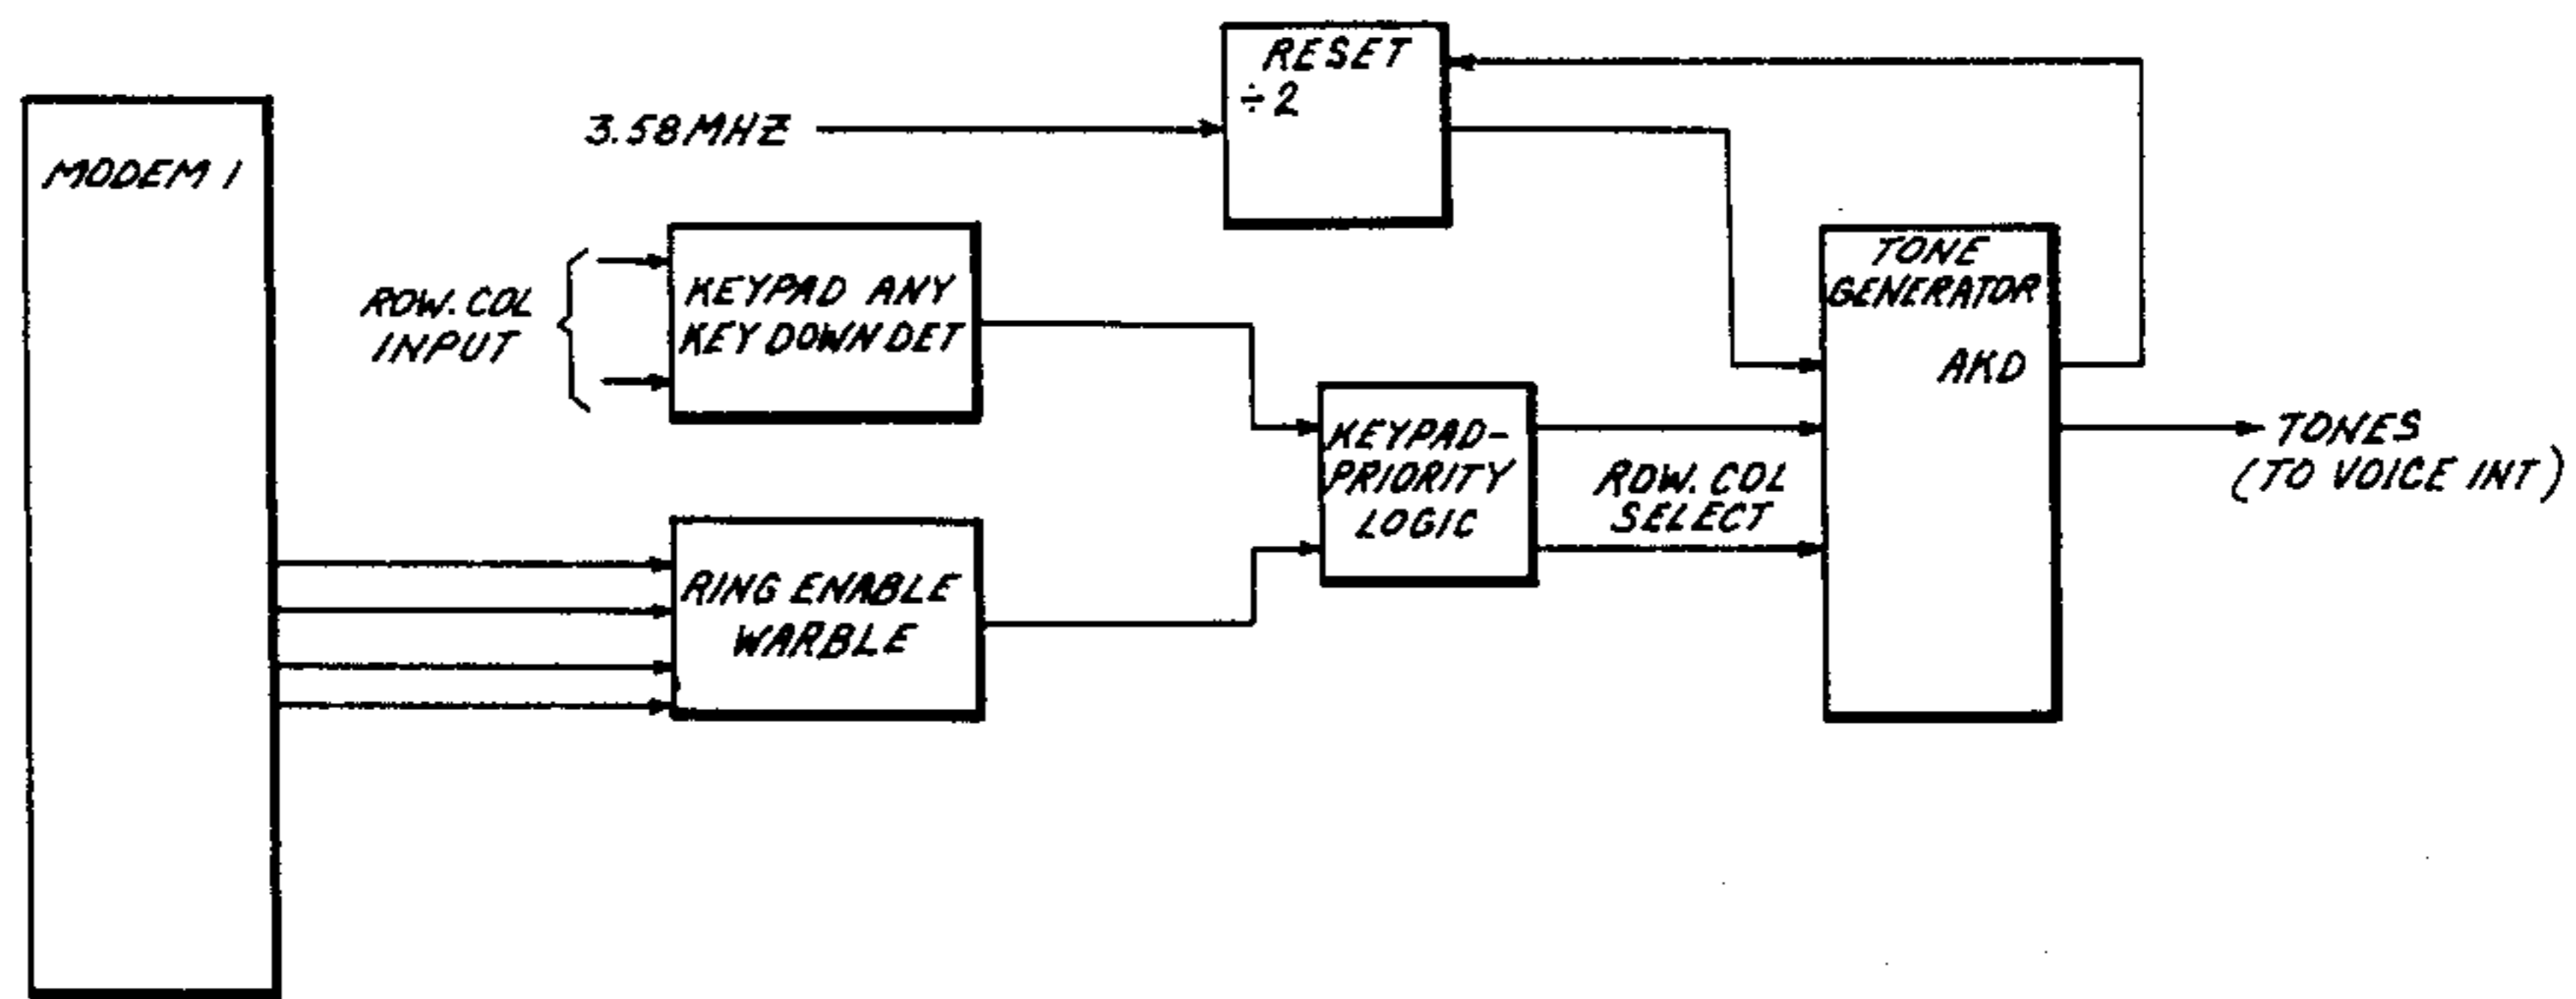 MODEM 1
3.58MHZ
RESET
÷2
ROW. COL
INPUT
KEYPAD ANY
KEY DOWN DET
RING ENABLE
WARBLE
KEYPAD-
PRIORITY
LOGIC
ROW. COL
SELECT
TONE
GENERATOR
AKD
TONES
(TO VOICE INT)